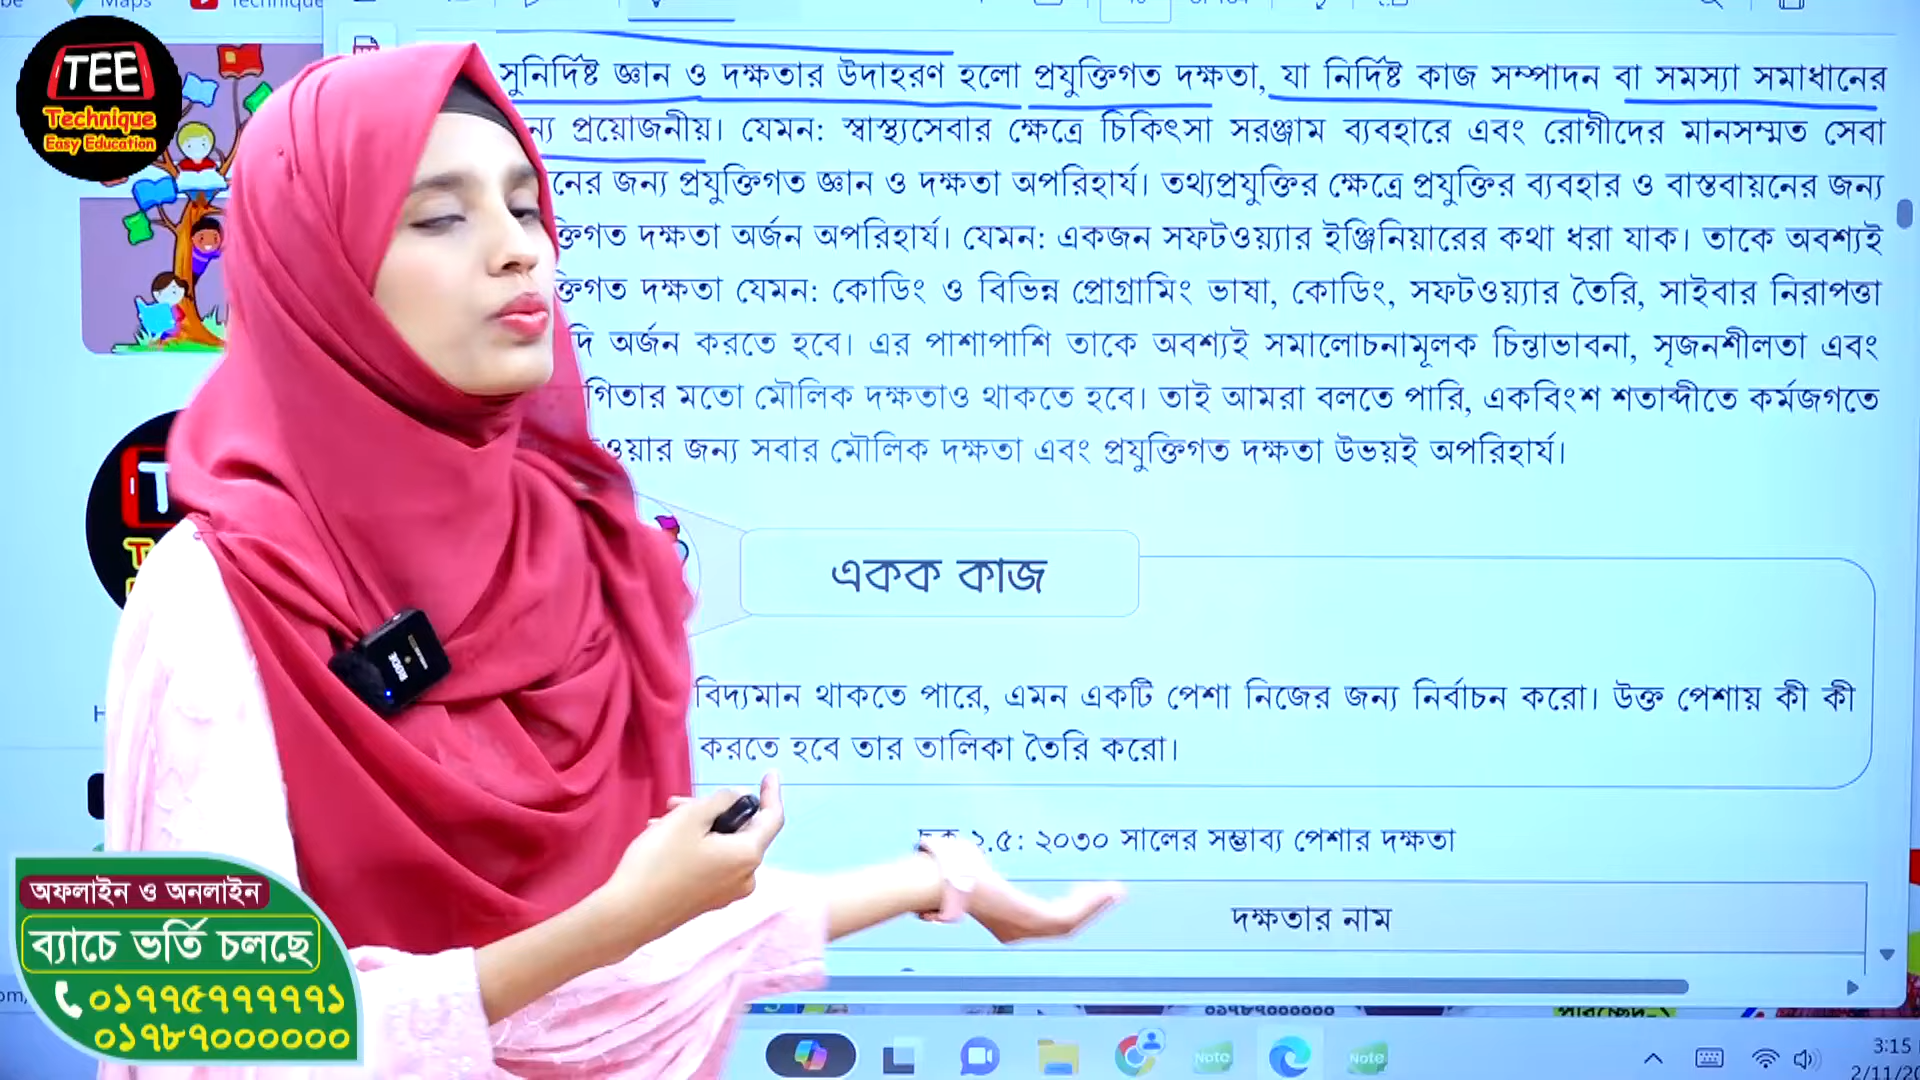 Maps
Technique
TEE
Technique
Easy Education
সুনির্দিষ্ট জ্ঞান ও দক্ষতার উদাহরণ হলো প্রযুক্তিগত দক্ষতা, যা নির্দিষ্ট কাজ সম্পাদন বা সমস্যা সমাধানের
প্রয়োজনীয়। যেমন: স্বাস্থ্যসেবার ক্ষেত্রে চিকিৎসা সরঞ্জাম ব্যবহারে এবং রোগীদের মানসম্মত সেবা
জন্য প্রযুক্তিগত জ্ঞান ও দক্ষতা অপরিহার্য। তথ্যপ্রযুক্তির ক্ষেত্রে প্রযুক্তির ব্যবহার ও বাস্তবায়নের জন্য
দক্ষতা অর্জন অপরিহার্য। যেমন: একজন সফটওয়্যার ইঞ্জিনিয়ারের কথা ধরা যাক। তাকে অবশ্যই
দক্ষতা যেমন: কোডিং ও বিভিন্ন প্রোগ্রামিং ভাষা, কোডিং, সফটওয়্যার তৈরি, সাইবার নিরাপত্তা
অর্জন করতে হবে। এর পাশাপাশি তাকে অবশ্যই সমালোচনামূলক চিন্তাভাবনা, সৃজনশীলতা এবং
মতো মৌলিক দক্ষতাও থাকতে হবে। তাই আমরা বলতে পারি, একবিংশ শতাব্দীতে কর্মজগতে
জন্য সবার মৌলিক দক্ষতা এবং প্রযুক্তিগত দক্ষতা উভয়ই অপরিহার্য।
একক কাজ
বিদ্যমান থাকতে পারে, এমন একটি পেশা নিজের জন্য নির্বাচন করো। উক্ত পেশায় কী কী
করতে হবে তার তালিকা তৈরি করো।
২০৩০ সালের সম্ভাব্য পেশার দক্ষতা
দক্ষতার নাম
RODE
অফলাইন ও অনলাইন
ব্যাচে ভর্তি চলছে
০১৭৭৫৭৭৭৭৭১
০১৭৮৭০০০০০০
০১৭৮৭০০০০০০
Note
Note
3:15